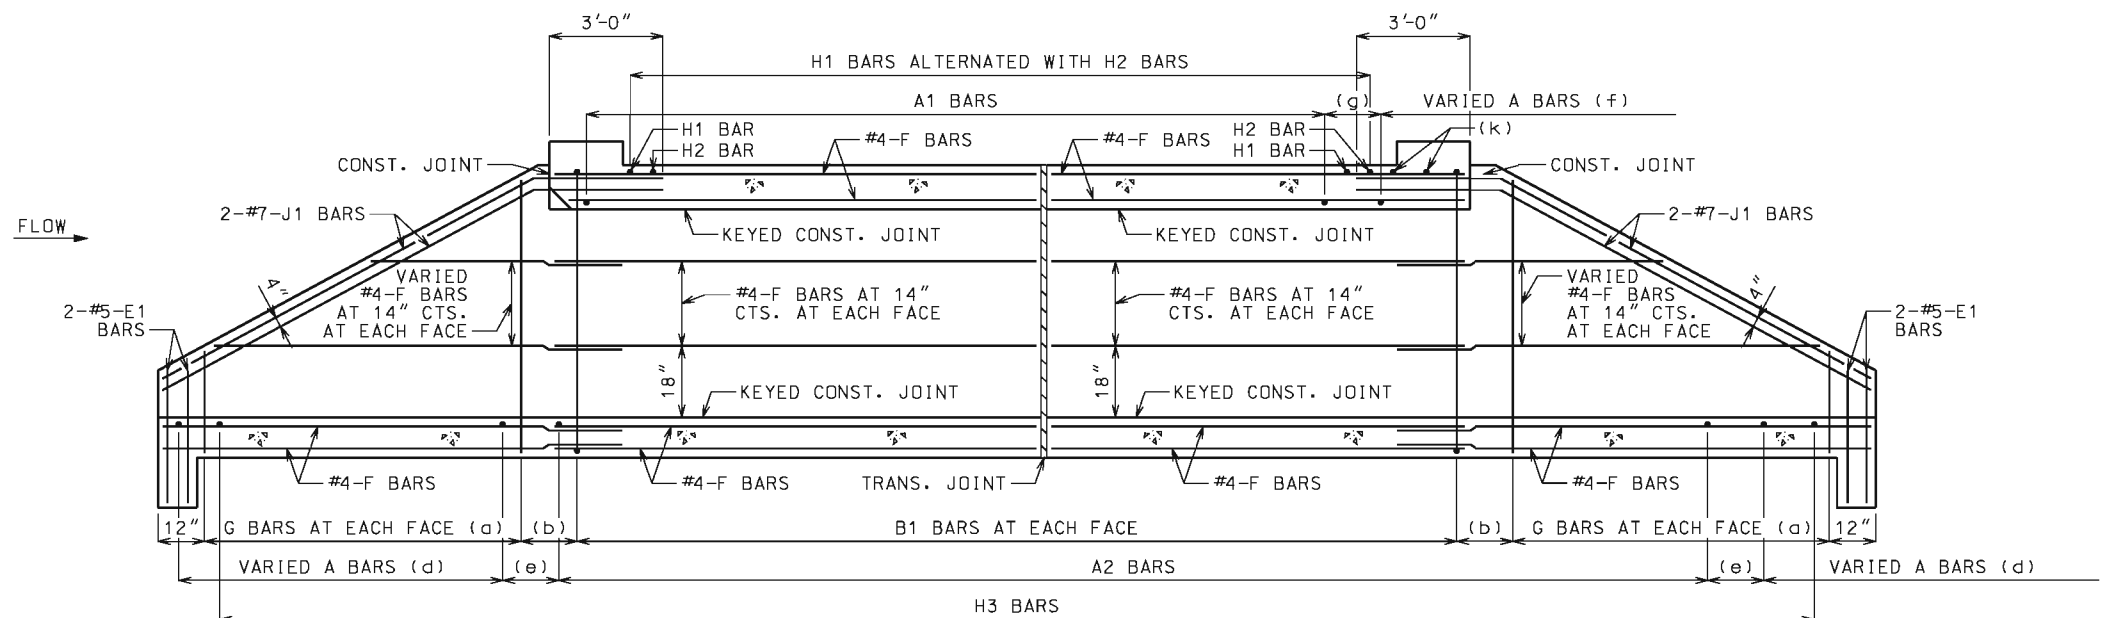 3'-0"
3'-0"
H1 BARS ALTERNATED WITH H2 BARS
A1 BARS
(g)
VARIED A BARS (f)
H1 BAR
H2 BAR
#4-F BARS
#4-F BARS
H2 BAR
H1 BAR
(k)
CONST. JOINT
CONST. JOINT
2-#7-J1 BARS
2-#7-J1 BARS
FLOW
KEYED CONST. JOINT
KEYED CONST. JOINT
4"
VARIED
#4-F BARS
AT 14" CTS.
AT EACH FACE
#4-F BARS AT 14"
CTS. AT EACH FACE
#4-F BARS AT 14"
CTS. AT EACH FACE
VARIED
#4-F BARS
AT 14" CTS.
AT EACH FACE
4"
2-#5-E1
BARS
2-#5-E1
BARS
18"
18"
KEYED CONST. JOINT
KEYED CONST. JOINT
#4-F BARS
#4-F BARS
TRANS. JOINT
#4-F BARS
#4-F BARS
12"
G BARS AT EACH FACE (a)
(b)
B1 BARS AT EACH FACE
(b)
G BARS AT EACH FACE (a)
12"
VARIED A BARS (d)
(e)
A2 BARS
(e)
VARIED A BARS (d)
H3 BARS